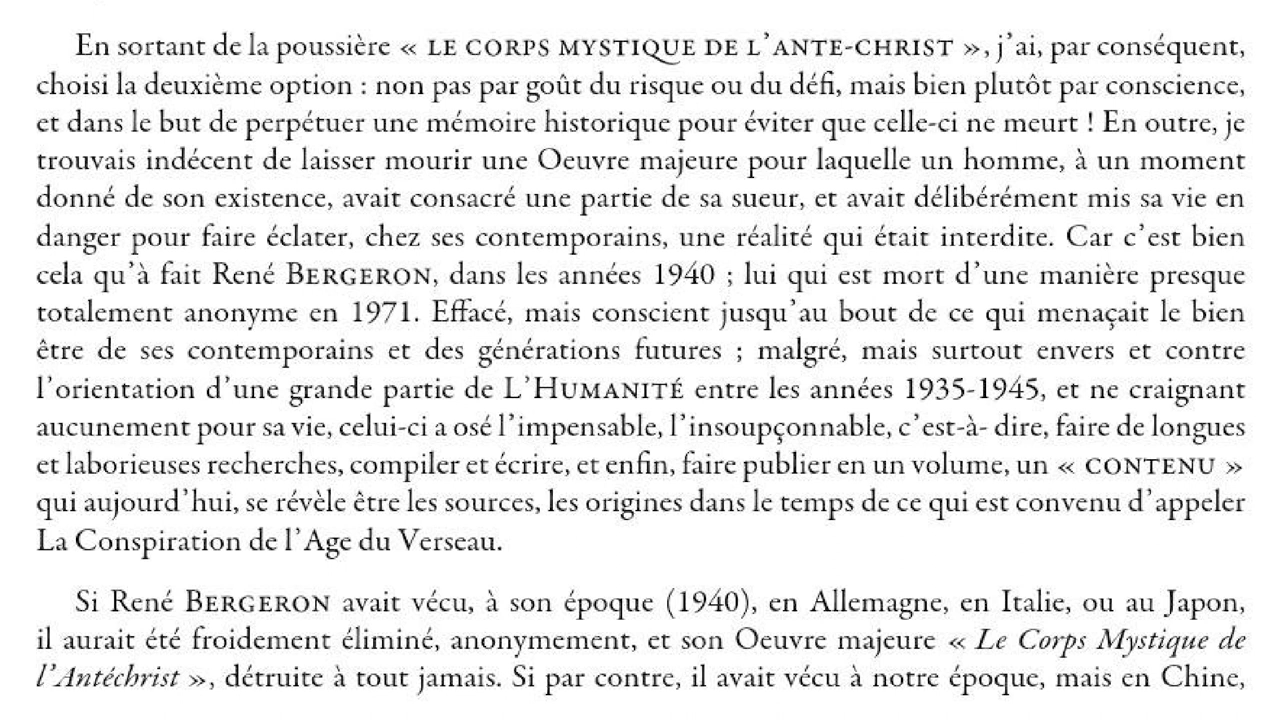 En sortant de la poussière « LE CORPS MYSTIQUE DE L’ANTE-CHRIST », j’ai, par conséquent,
choisi la deuxième option : non pas par goût du risque ou du défi, mais bien plutôt par conscience,
et dans le but de perpétuer une mémoire historique pour éviter que celle-ci ne meurt ! En outre, je
trouvais indécent de laisser mourir une Oeuvre majeure pour laquelle un homme, à un moment
donné de son existence, avait consacré une partie de sa sueur, et avait délibérément mis sa vie en
danger pour faire éclater, chez ses contemporains, une réalité qui était interdite. Car c’est bien
cela qu’à fait René BERGERON, dans les années 1940 ; lui qui est mort d’une manière presque
totalement anonyme en 1971. Effacé, mais conscient jusqu’au bout de ce qui menaçait le bien
être de ses contemporains et des générations futures ; malgré, mais surtout envers et contre
l’orientation d’une grande partie de L’HUMANITÉ entre les années 1935-1945, et ne craignant
aucunement pour sa vie, celui-ci a osé l’impensable, l’insoupçonnable, c’est-à- dire, faire de longues
et laborieuses recherches, compiler et écrire, et enfin, faire publier en un volume, un « CONTENU »
qui aujourd’hui, se révèle être les sources, les origines dans le temps de ce qui est convenu d’appeler
La Conspiration de l’Age du Verseau.
Si René BERGERON avait vécu, à son époque (1940), en Allemagne, en Italie, ou au Japon,
il aurait été froidement éliminé, anonymement, et son Oeuvre majeure « Le Corps Mystique de
l’Antéchrist », détruite à tout jamais. Si par contre, il avait vécu à notre époque, mais en Chine,